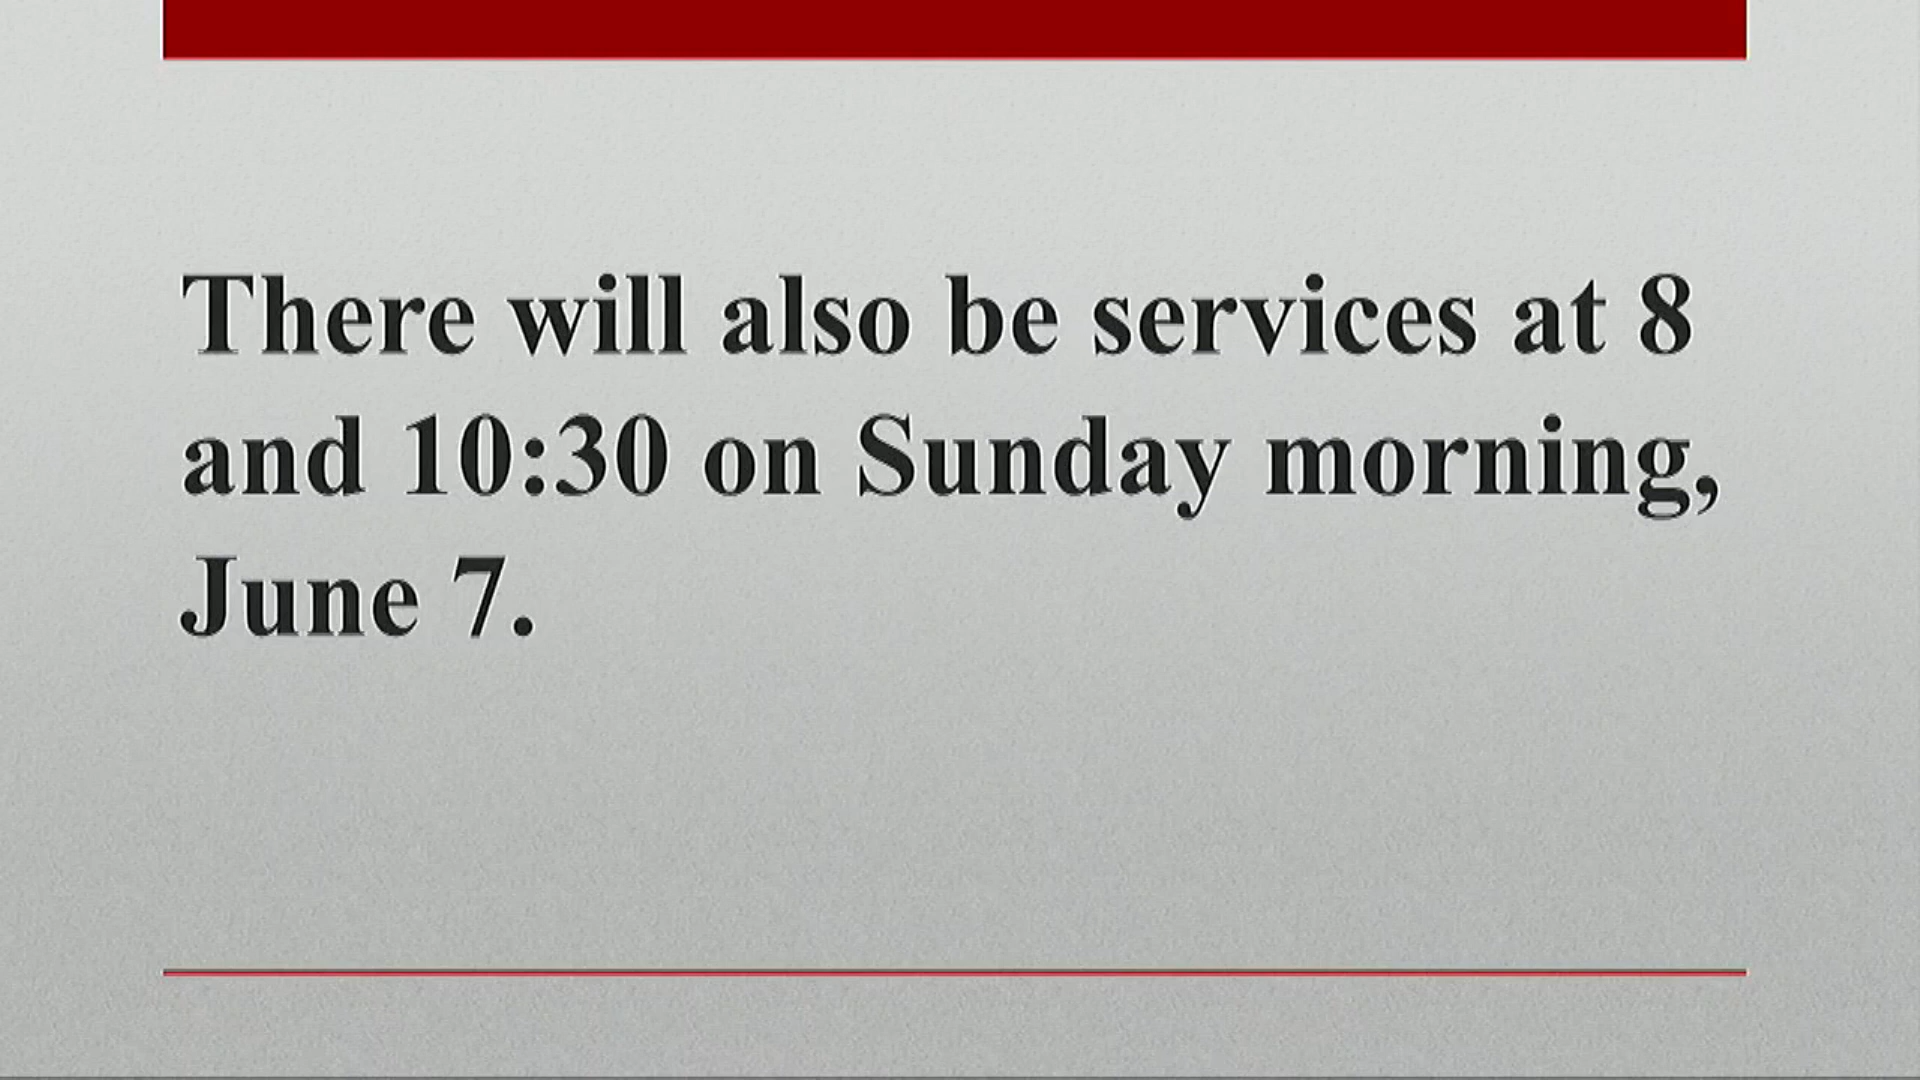 There will also be services at 8
and 10:30 on Sunday morning,
June 7.